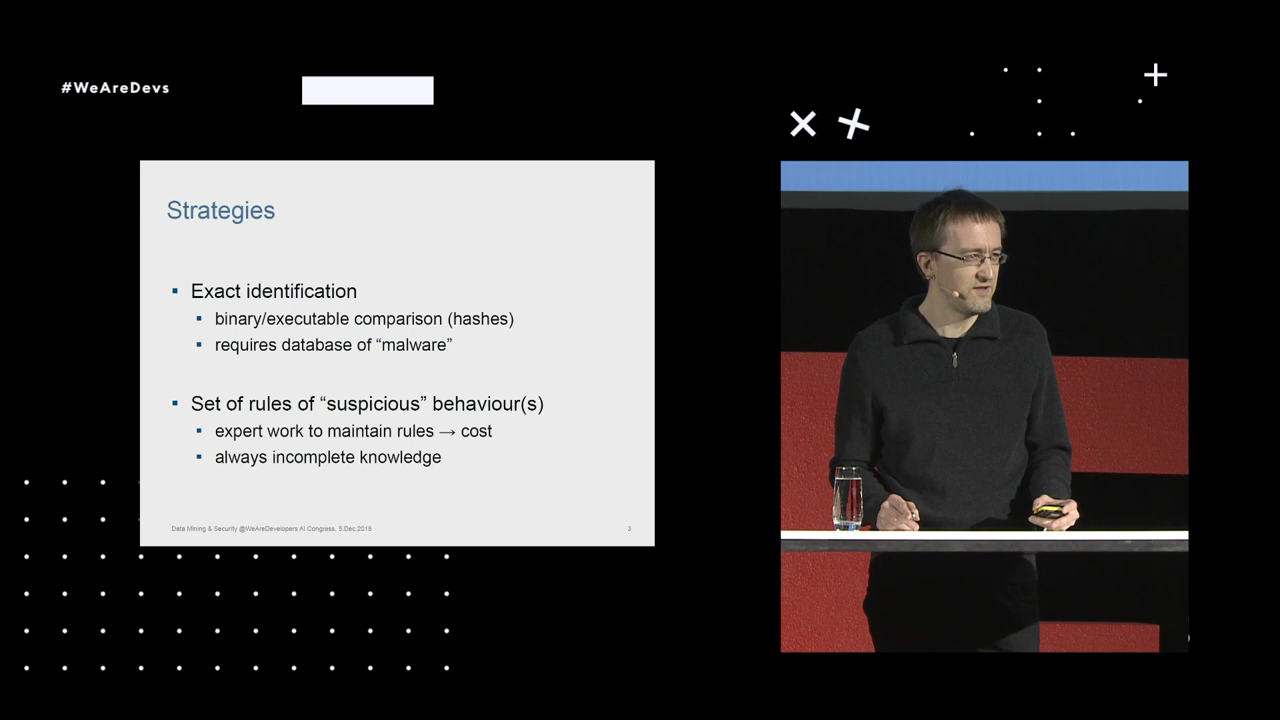 #WeAreDevs
Strategies
Exact identification
binary/executable comparison (hashes)
requires database of “malware”
Set of rules of “suspicious” behaviour(s)
expert work to maintain rules → cost
always incomplete knowledge
Data Mining & Security @WeAreDevelopers AI Congress, 5.Dec.2018
3